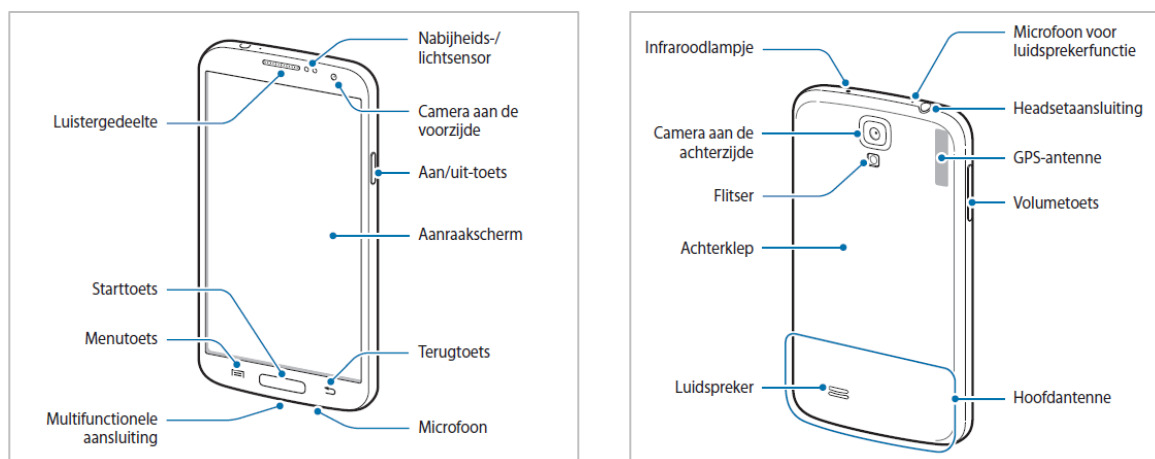 Nabijheids-/
lichtsensor
Luistergedeelte
Camera aan de
voorzijde
Aan/uit-toets
Aanraakscherm
Starttoets
Menutoets
Terugtoets
Multifunctionele
aansluiting
Microfoon
Infraroodlampje
Microfoon voor
luidsprekerfunctie
Headsetaansluiting
Camera aan de
achterzijde
GPS-antenne
Flitser
Volumetoets
Achterklep
Luidspreker
Hoofdantenne